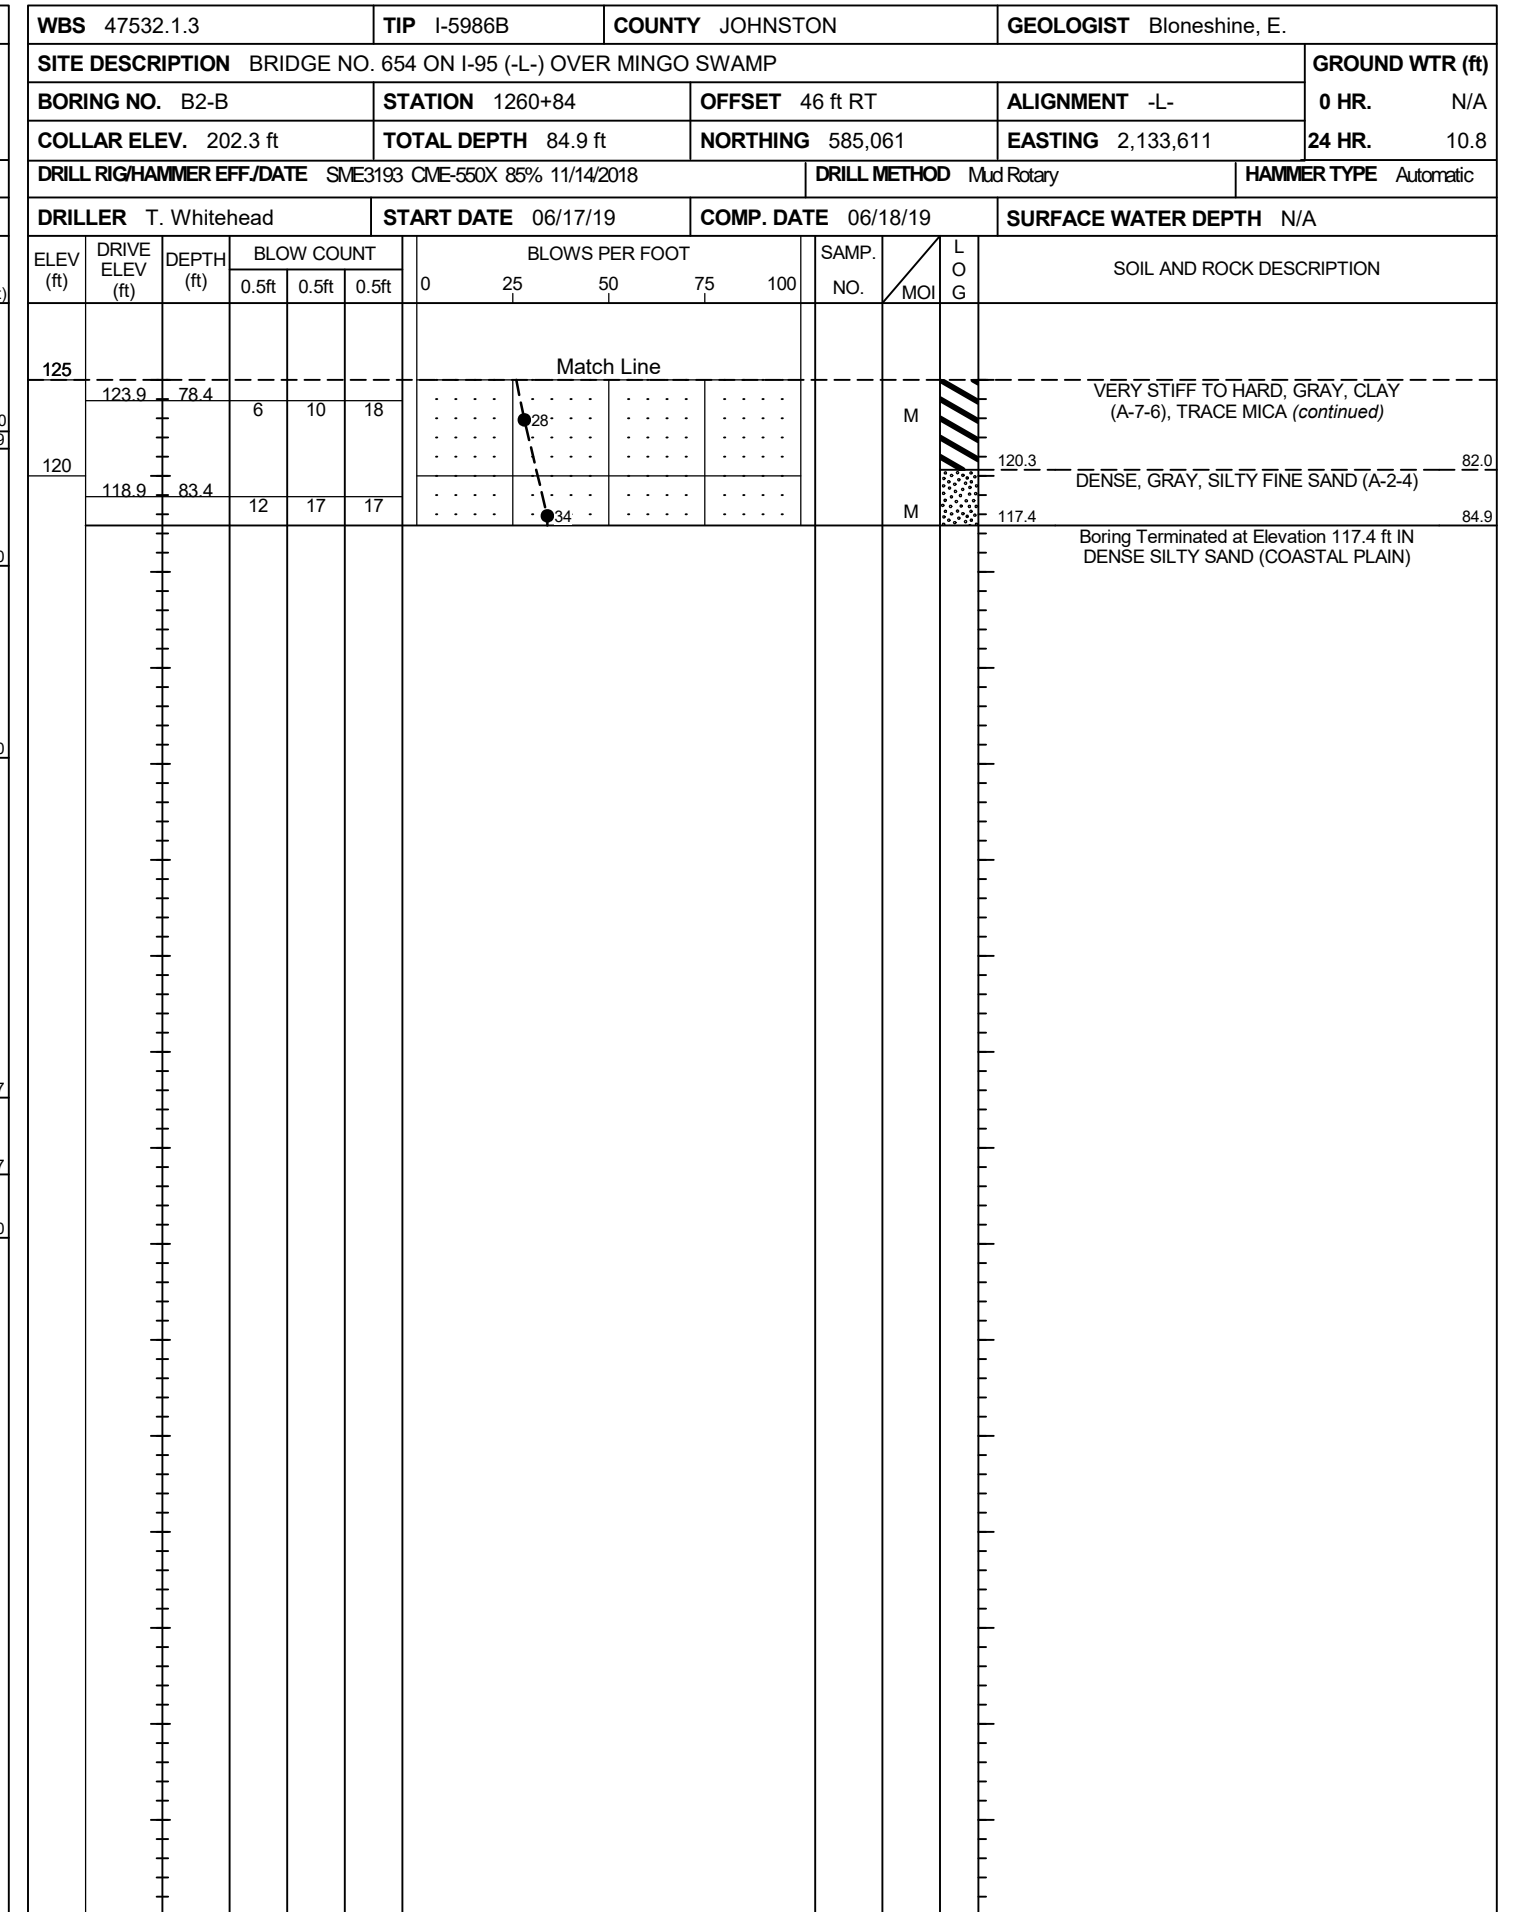 WBS 47532.1.3 TIP I-5986B COUNTY JOHNSTON GEOLOGIST Bloneshine, E.
SITE DESCRIPTION BRIDGE NO. 654 ON I-95 (-L-) OVER MINGO SWAMP GROUND WTR (ft)
BORING NO. B2-B STATION 1260+84 OFFSET 46 ft RT ALIGNMENT -L- 0 HR. N/A
COLLAR ELEV. 202.3 ft TOTAL DEPTH 84.9 ft NORTHING 585,061 EASTING 2,133,611 24 HR. 10.8
DRILL RIG/HAMMER EFF./DATE SME3193 CME-550X 85% 11/14/2018 DRILL METHOD Mud Rotary HAMMER TYPE Automatic
DRILLER T. Whitehead START DATE 06/17/19 COMP. DATE 06/18/19 SURFACE WATER DEPTH N/A
ELEV (ft) DRIVE ELEV (ft) DEPTH (ft) BLOW COUNT BLOWS PER FOOT SAMP. NO. MOI LOG SOIL AND ROCK DESCRIPTION
0.5ft 0.5ft 0.5ft 0 25 50 75 100
125 Match Line
123.9 78.4 VERY STIFF TO HARD, GRAY, CLAY
6 10 18 28 M (A-7-6), TRACE MICA (continued)
120 120.3 82.0
118.9 83.4 DENSE, GRAY, SILTY FINE SAND (A-2-4)
12 17 17 34 M 117.4 84.9
Boring Terminated at Elevation 117.4 ft IN
DENSE SILTY SAND (COASTAL PLAIN)